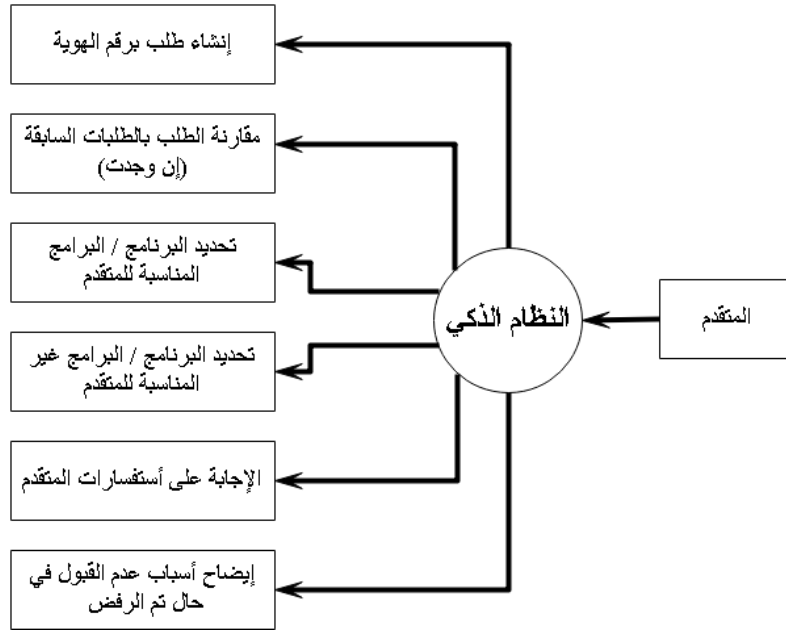 إنشاء طلب برقم الهوية
مقارنة الطلب بالطلبات السابقة
(إن وجدت)
تحديد البرنامج / البرامج
المناسبة للمتقدم
النظام الذكي
المتقدم
تحديد البرنامج / البرامج غير
المناسبة للمتقدم
الإجابة على أستفسارات المتقدم
إيضاح أسباب عدم القبول في
حال تم الرفض